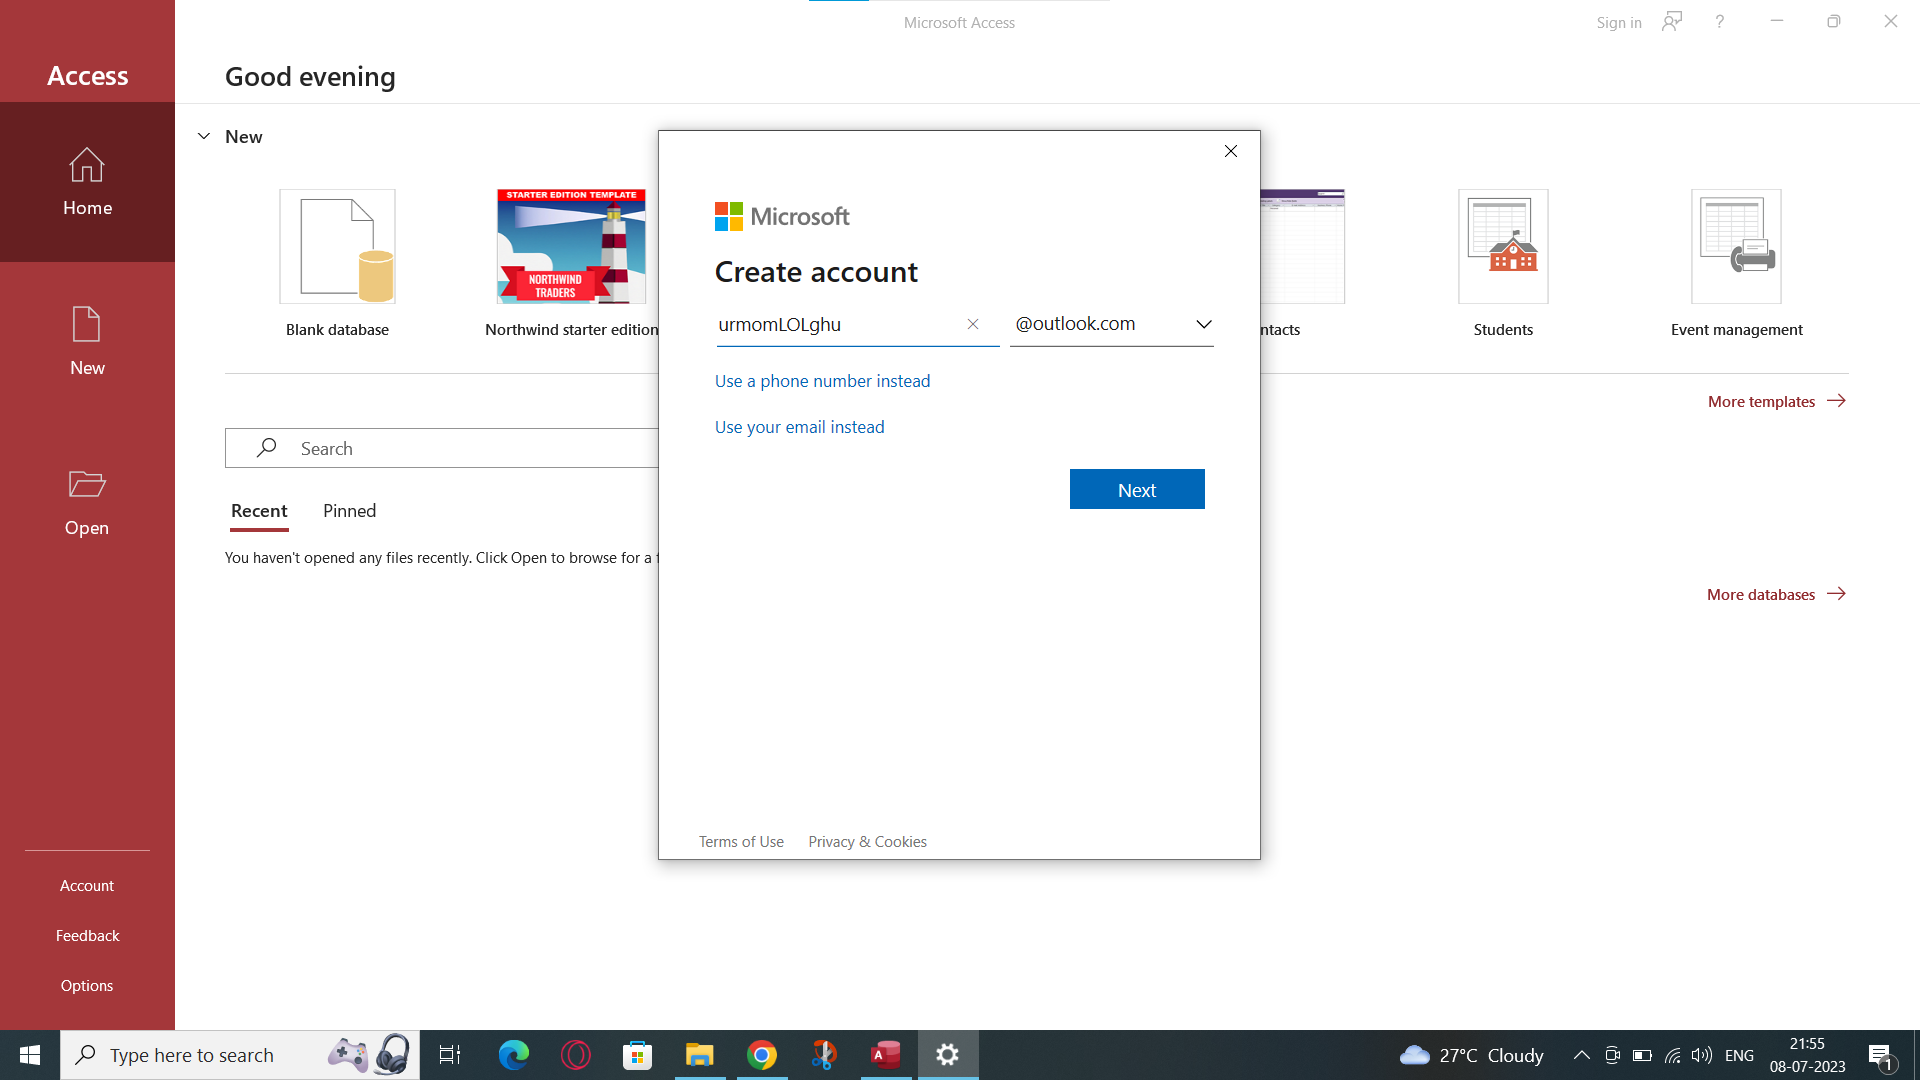 Microsoft Access
Sign in
?
Access
Good evening
Home
New
Open
Account
Feedback
Options
New
Blank database
STARTER EDITION TEMPLATE
NORTHWIND
TRADERS
Northwind starter edition
ntacts
Students
Event management
More templates
Search
Recent
Pinned
You haven't opened any files recently. Click Open to browse for a f
More databases
Microsoft
Create account
urmomLOLghu
@outlook.com
Use a phone number instead
Use your email instead
Next
Terms of Use
Privacy & Cookies
Type here to search
A
27°C Cloudy
ENG
21:55
08-07-2023
1